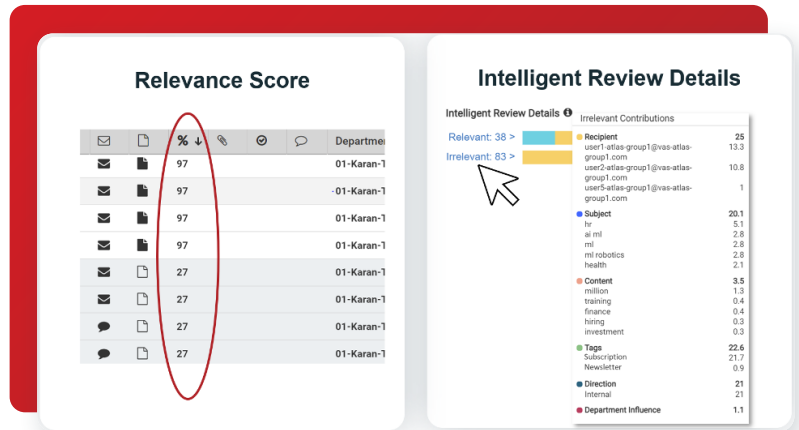 Relevance Score
% ↓ Departme
97 01-Karan-T
97 -01-Karan-T
97 01-Karan-T
97 01-Karan-T
27 01-Karan-T
27 01-Karan-T
27 01-Karan-T
27 01-Karan-T
Intelligent Review Details
Intelligent Review Details
Relevant: 38 >
Irrelevant: 83 >
Irrelevant Contributions
Recipient 25
user1-atlas-group1@vas-atlas- 13.3
group1.com
user2-atlas-group1@vas-atlas- 10.8
group1.com
user5-atlas-group1@vas-atlas- 1
group1.com
Subject 20.1
hr 5.1
ai ml 2.8
ml 2.8
ml robotics 2.8
health 2.1
Content 3.5
million 1.3
training 0.4
finance 0.4
hiring 0.3
investment 0.3
Tags 22.6
Subscription 21.7
Newsletter 0.9
Direction 21
Internal 21
Department Influence 1.1